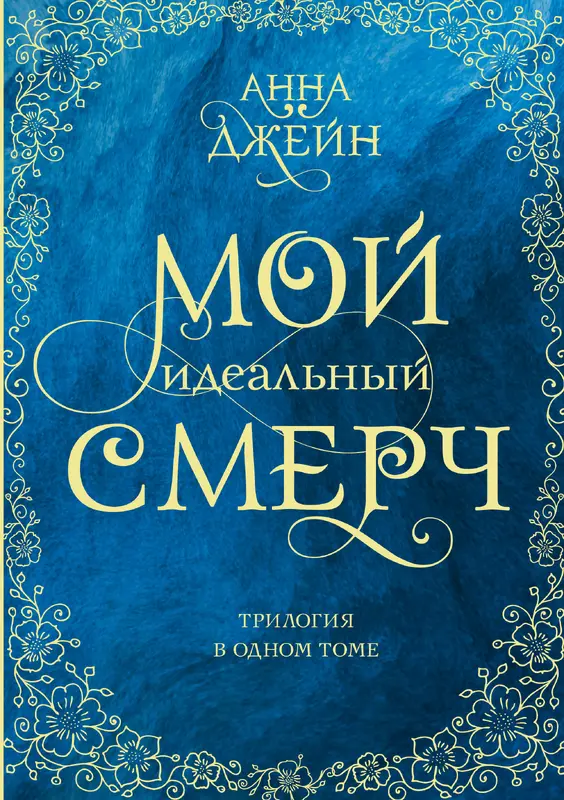 АННА
ДЖЕЙН
МОЙ
идеальный
СМЕРЧ
ТРИЛОГИЯ
В ОДНОМ ТОМЕ